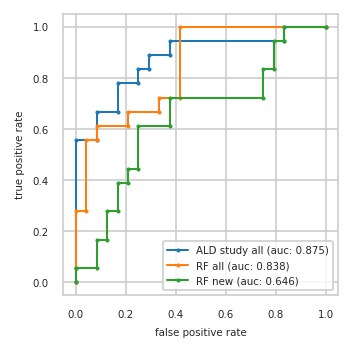 1.0
0.8
0.6
0.4
0.2
0.0
true positive rate
ALD study all (auc: 0.875)
RF all (auc: 0.838)
RF new (auc: 0.646)
0.0 0.2 0.4 0.6 0.8 1.0
false positive rate